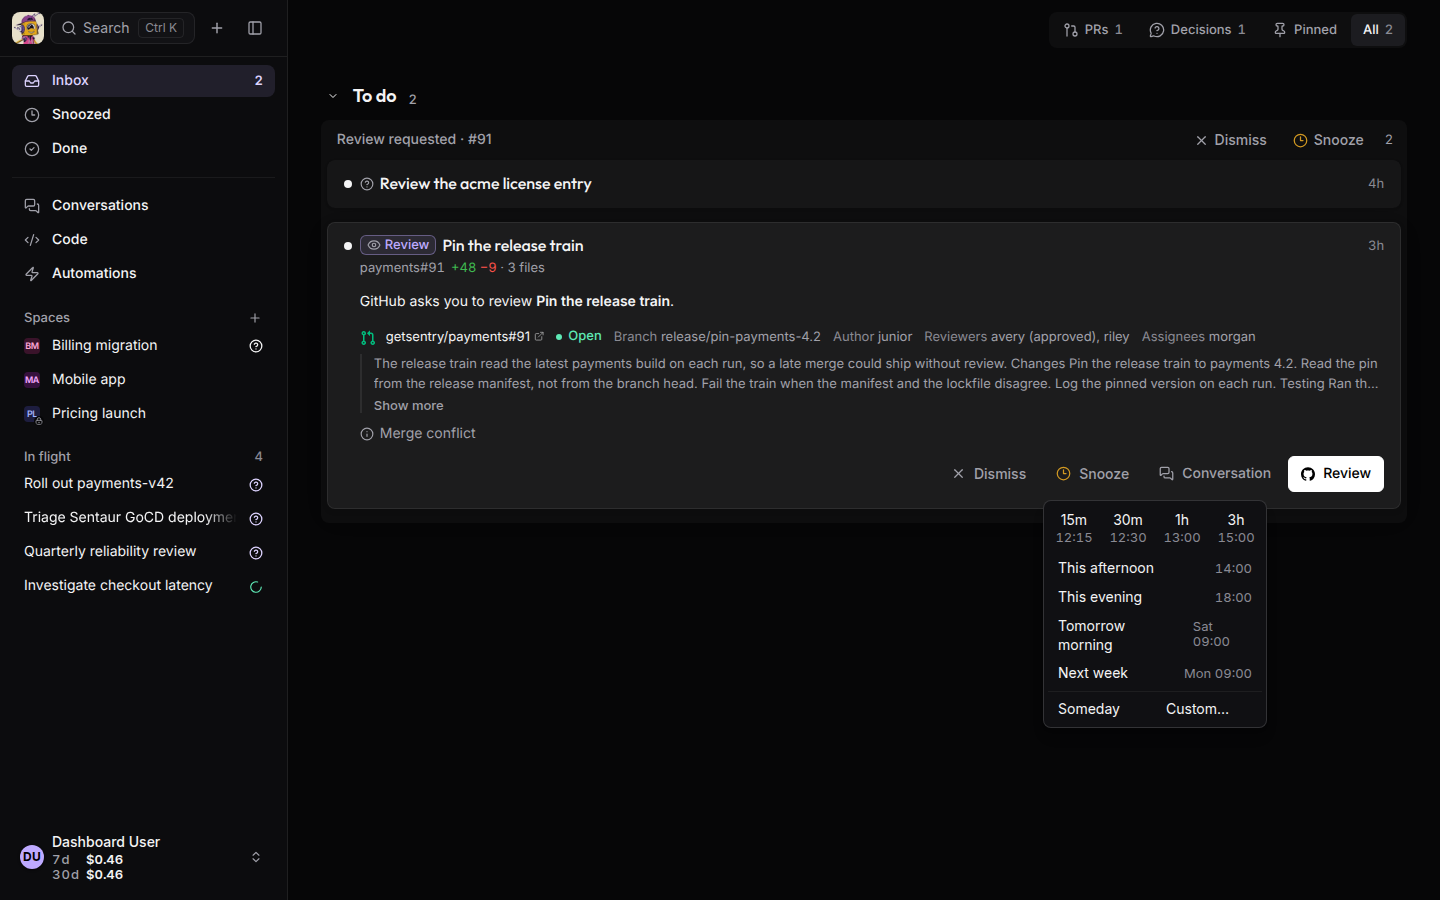 Search Ctrl K
Inbox 2
Snoozed
Done
Conversations
Code
Automations
Spaces
BM Billing migration
MA Mobile app
PL Pricing launch
In flight 4
Roll out payments-v42
Triage Sentaur GoCD deployme
Quarterly reliability review
Investigate checkout latency
DU Dashboard User
7d $0.46
30d $0.46
PRs 1 Decisions 1 Pinned All 2
To do 2
Review requested · #91 Dismiss Snooze 2
Review the acme license entry 4h
Review Pin the release train 3h
payments#91 +48 −9 · 3 files
GitHub asks you to review Pin the release train.
getsentry/payments#91 Open Branch release/pin-payments-4.2 Author junior Reviewers avery (approved), riley Assignees morgan
The release train read the latest payments build on each run, so a late merge could ship without review. Changes Pin the release train to payments 4.2. Read the pin
from the release manifest, not from the branch head. Fail the train when the manifest and the lockfile disagree. Log the pinned version on each run. Testing Ran th...
Show more
Merge conflict
Dismiss Snooze Conversation Review
15m 30m 1h 3h
12:15 12:30 13:00 15:00
This afternoon 14:00
This evening 18:00
Tomorrow Sat
morning 09:00
Next week Mon 09:00
Someday Custom...